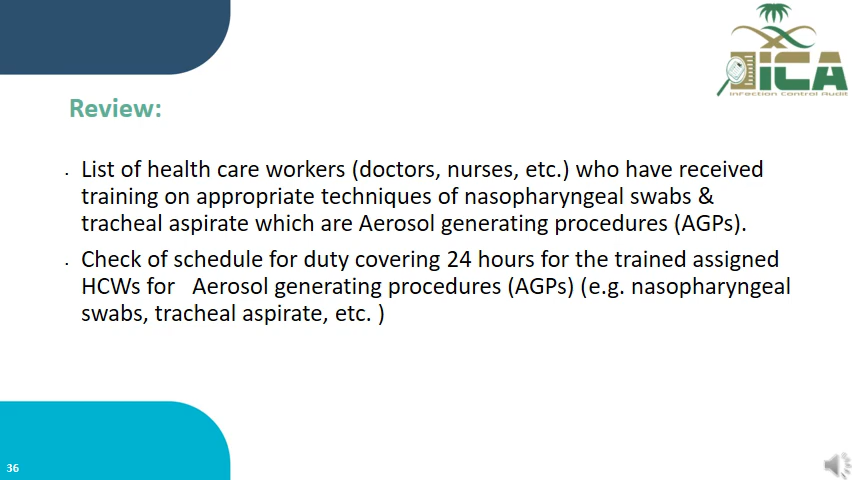 iCA
Infection Control Audit
Review:
. List of health care workers (doctors, nurses, etc.) who have received
training on appropriate techniques of nasopharyngeal swabs &
tracheal aspirate which are Aerosol generating procedures (AGPs).
. Check of schedule for duty covering 24 hours for the trained assigned
HCWs for   Aerosol generating procedures (AGPs) (e.g. nasopharyngeal
swabs, tracheal aspirate, etc. )
36